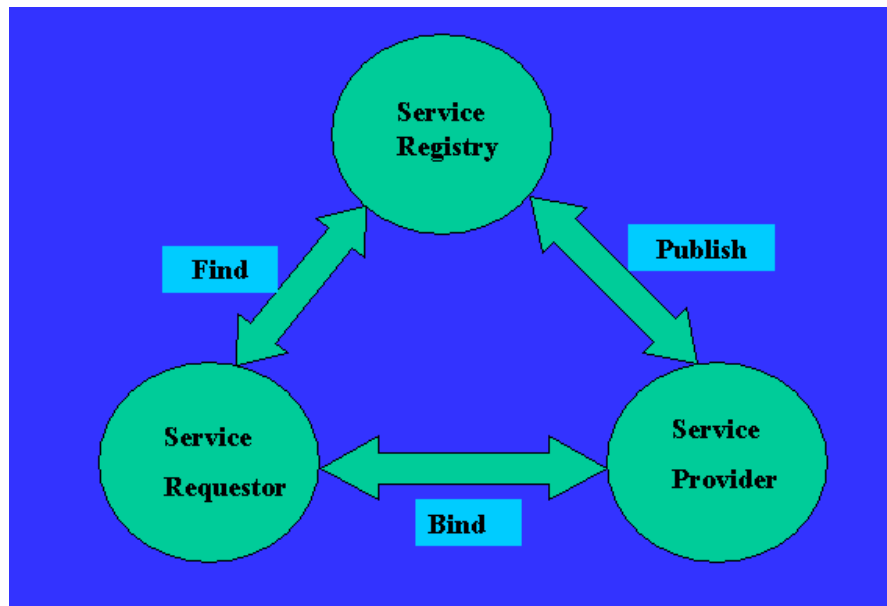 Service
Registry
Find
Publish
Service
Requestor
Service
Provider
Bind